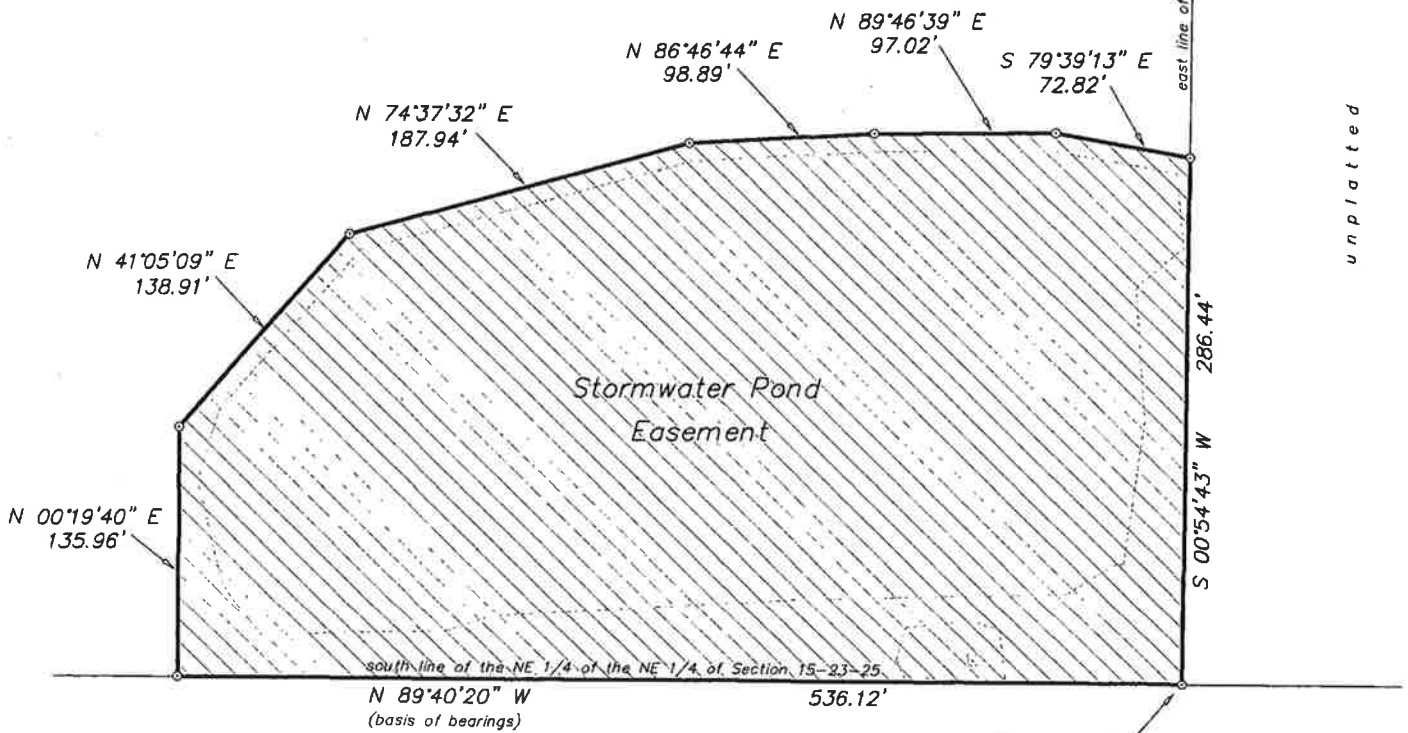 east line of
N 89°46'39" E
97.02'
N 86°46'44" E
98.89'
S 79°39'13" E
72.82'
N 74°37'32" E
187.94'
unplatted
N 41°05'09" E
138.91'
286.44'
S 00°54'43" W
Stormwater Pond
Easement
N 00°19'40" E
135.96'
south line of the NE 1/4 of the NE 1/4 of Section 15-23-25
N 89°40'20" W
536.12'
(basis of bearings)